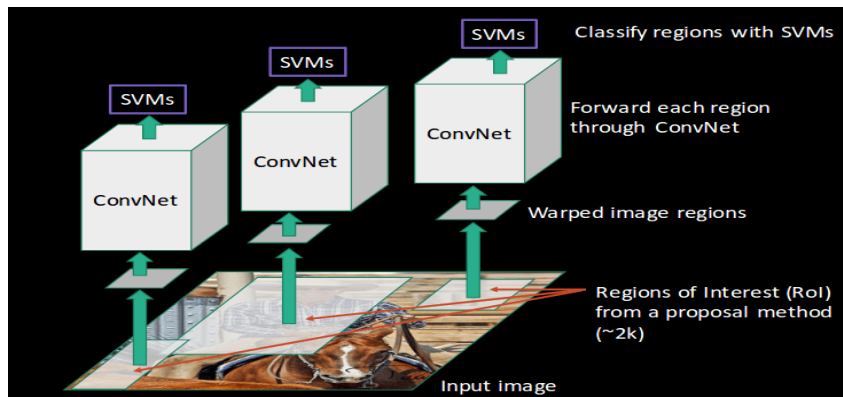 SVMs
Classify regions with SVMs
SVMs
SVMs
ConvNet
Forward each region
through ConvNet
ConvNet
ConvNet
Warped image regions
Regions of Interest (RoI)
from a proposal method
(~2k)
Input image